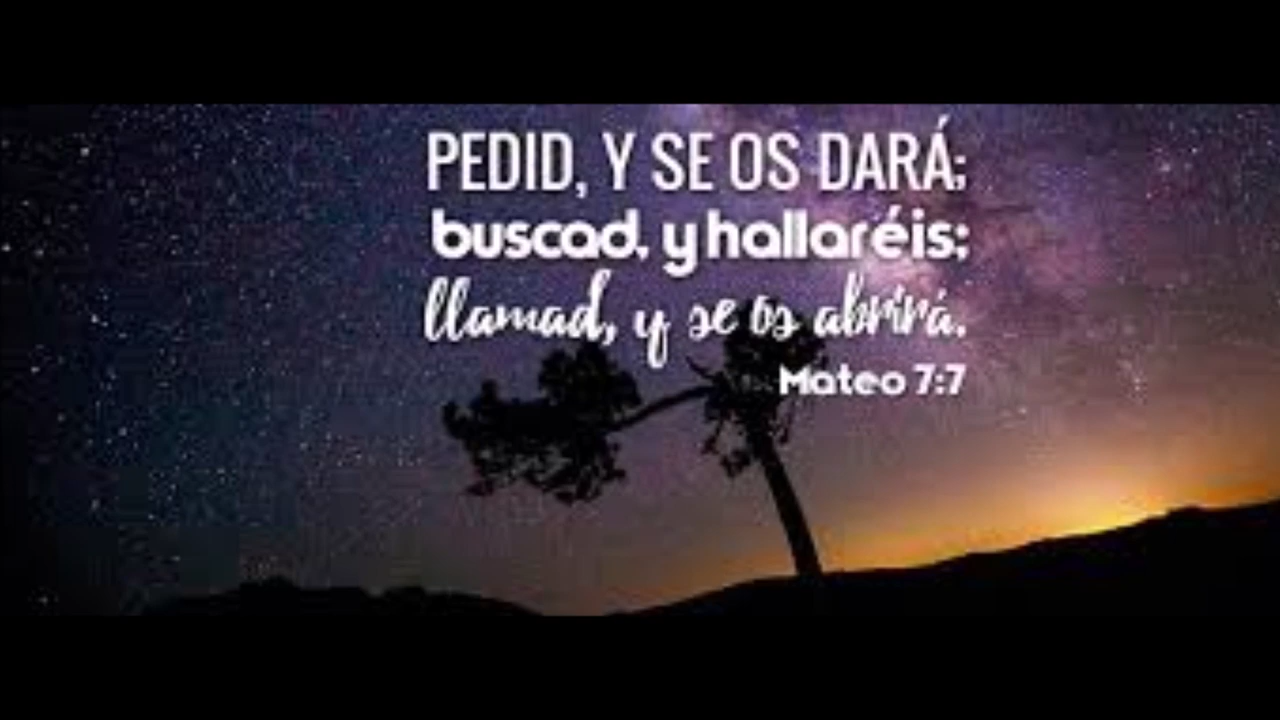 PEDID, Y SE OS DARÁ;
buscad, y hallaréis;
llamad, y se os abrirá.
Mateo 7:7